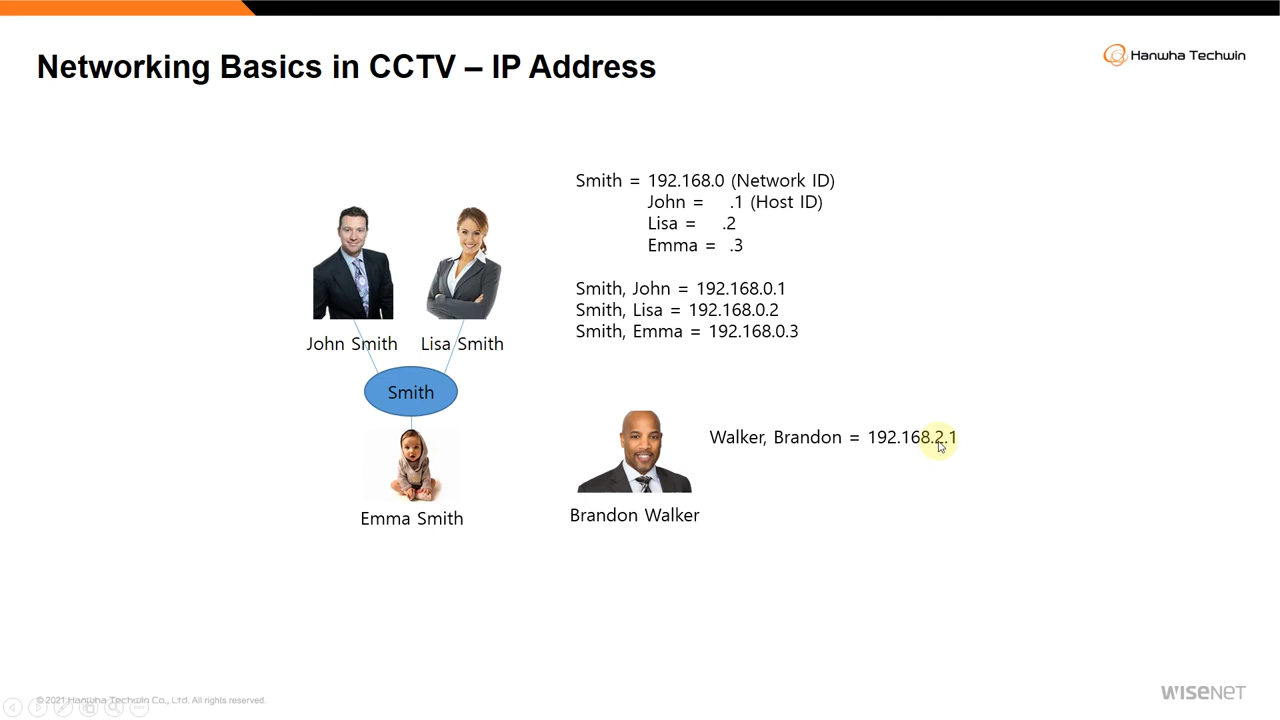 Networking Basics in CCTV – IP Address
Hanwha Techwin
Smith = 192.168.0 (Network ID)
John = .1 (Host ID)
Lisa = .2
Emma = .3
Smith, John = 192.168.0.1
Smith, Lisa = 192.168.0.2
Smith, Emma = 192.168.0.3
John Smith
Lisa Smith
Smith
Emma Smith
Walker, Brandon = 192.168.2.1
Brandon Walker
© 2021 Hanwha Techwin Co., Ltd. All rights reserved.
WISENET